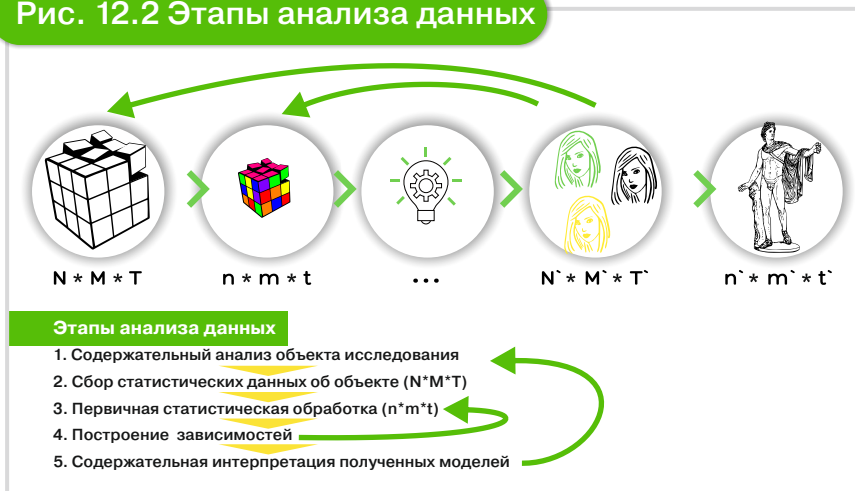 Рис. 12.2 Этапы анализа данных
N * M * T
n * m * t
...
N`* M`* T`
n`* m`* t`
Этапы анализа данных
1. Содержательный анализ объекта исследования
2. Сбор статистических данных об объекте (N*M*T)
3. Первичная статистическая обработка (n*m*t)
4. Построение зависимостей
5. Содержательная интерпретация полученных моделей